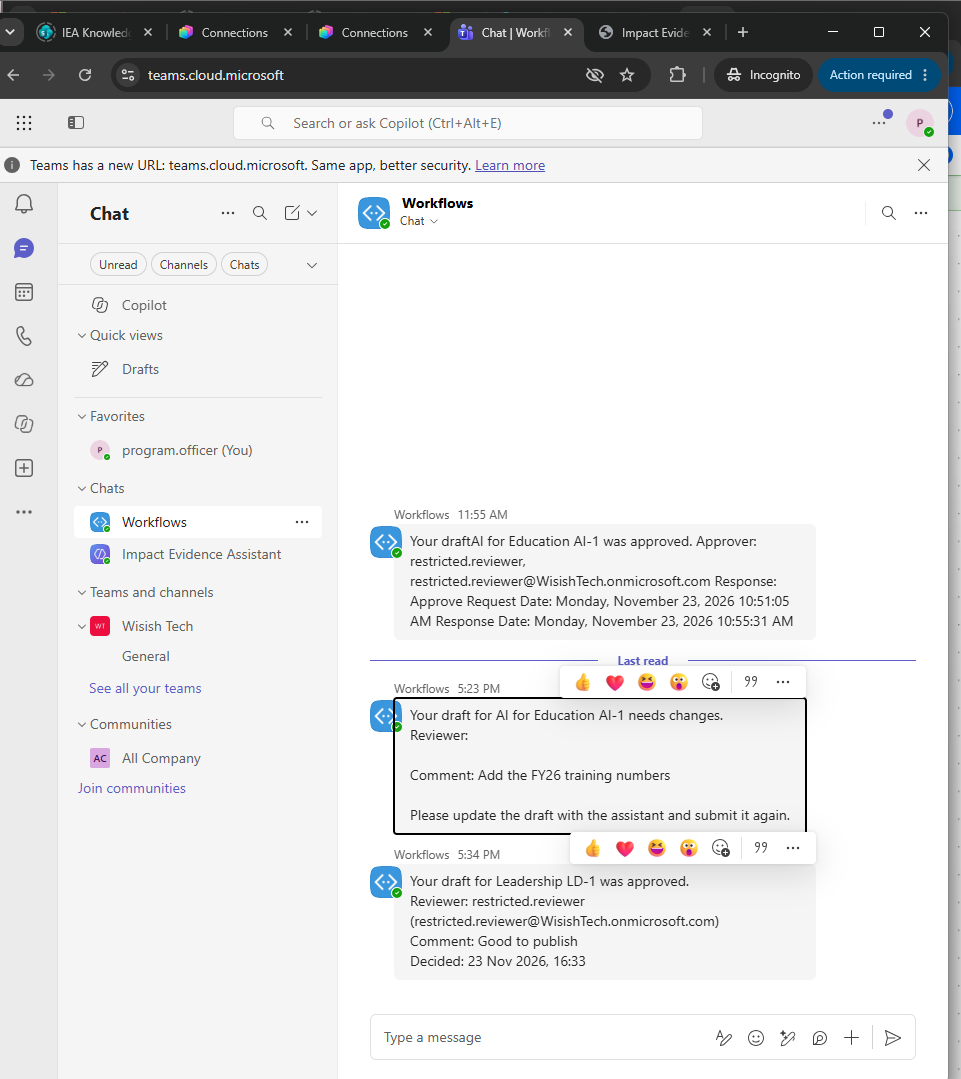 IEA Knowled
Connections
Connections
Chat | Workfl
Impact Evide
teams.cloud.microsoft
Incognito
Action required
Search or ask Copilot (Ctrl+Alt+E)
P
Teams has a new URL: teams.cloud.microsoft. Same app, better security. Learn more
Chat
Unread
Channels
Chats
Copilot
Quick views
Drafts
Favorites
P
program.officer (You)
Chats
Workflows
Impact Evidence Assistant
Teams and channels
WT
Wisish Tech
General
See all your teams
Communities
AC
All Company
Join communities
Workflows
Chat
Workflows 11:55 AM
Your draftAI for Education AI-1 was approved. Approver:
restricted.reviewer,
restricted.reviewer@WisishTech.onmicrosoft.com Response:
Approve Request Date: Monday, November 23, 2026 10:51:05
AM Response Date: Monday, November 23, 2026 10:55:31 AM
Last read
Workflows 5:23 PM
Your draft for AI for Education AI-1 needs changes.
Reviewer:
Comment: Add the FY26 training numbers
Please update the draft with the assistant and submit it again.
Workflows 5:34 PM
Your draft for Leadership LD-1 was approved.
Reviewer: restricted.reviewer
(restricted.reviewer@WisishTech.onmicrosoft.com)
Comment: Good to publish
Decided: 23 Nov 2026, 16:33
Type a message